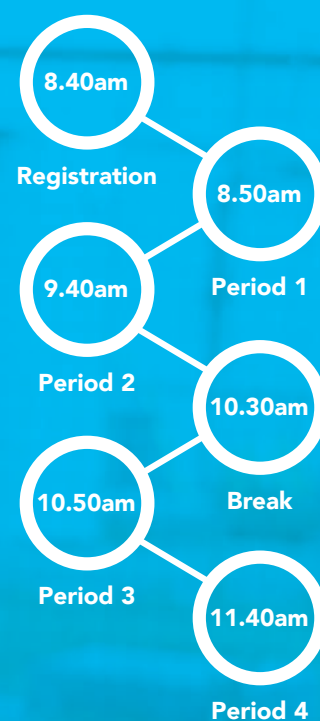 8.40am
Registration
8.50am
Period 1
9.40am
Period 2
10.30am
Break
10.50am
Period 3
11.40am
Period 4